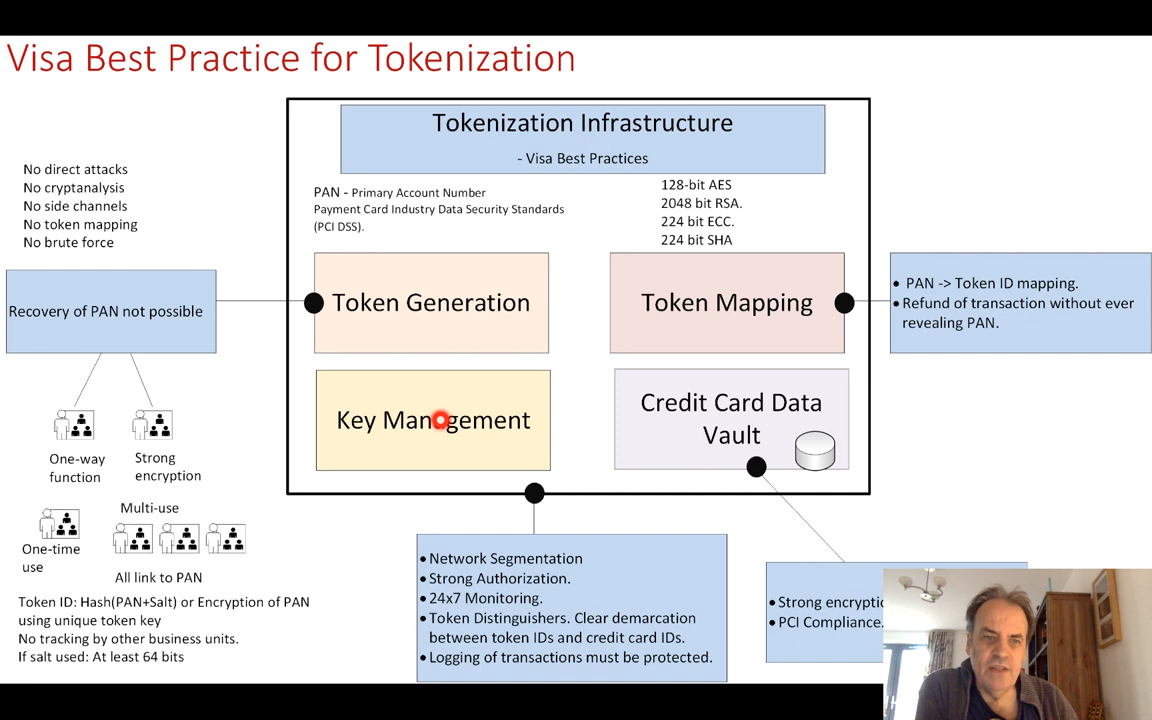 Visa Best Practice for Tokenization
Tokenization Infrastructure
- Visa Best Practices
No direct attacks
No cryptanalysis
No side channels
No token mapping
No brute force
PAN - Primary Account Number
Payment Card Industry Data Security Standards
(PCI DSS).
128-bit AES
2048 bit RSA.
224 bit ECC.
224 bit SHA
Recovery of PAN not possible
Token Generation
Token Mapping
• PAN -> Token ID mapping.
• Refund of transaction without ever
revealing PAN.
Key Management
Credit Card Data
Vault
One-way
function
Strong
encryption
Multi-use
One-time
use
All link to PAN
Token ID: Hash(PAN+Salt) or Encryption of PAN
using unique token key
No tracking by other business units.
If salt used: At least 64 bits
• Network Segmentation
• Strong Authorization.
• 24x7 Monitoring.
• Token Distinguishers. Clear demarcation
between token IDs and credit card IDs.
• Logging of transactions must be protected.
• Strong
• PCI Compliance.